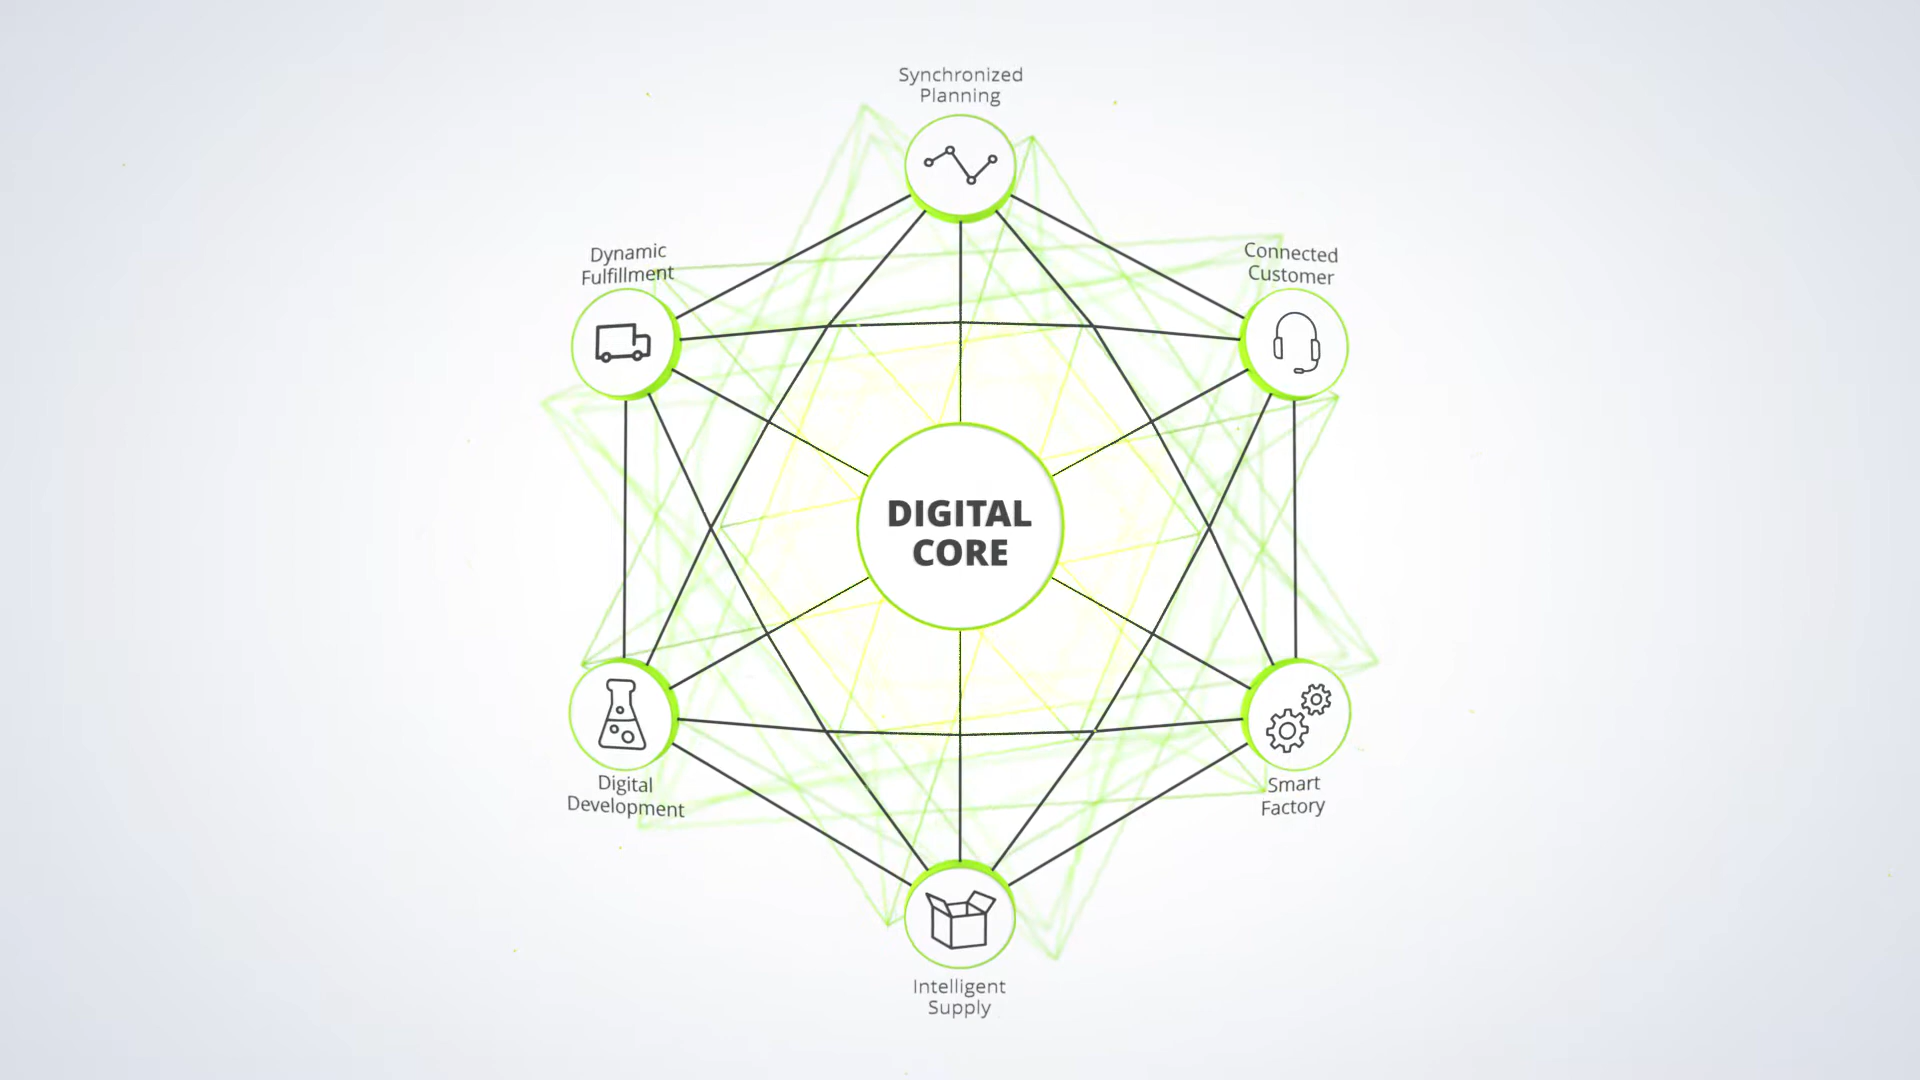 Synchronized
Planning
Dynamic
Fulfillment
Connected
Customer
DIGITAL
CORE
Digital
Development
Smart
Factory
Intelligent
Supply